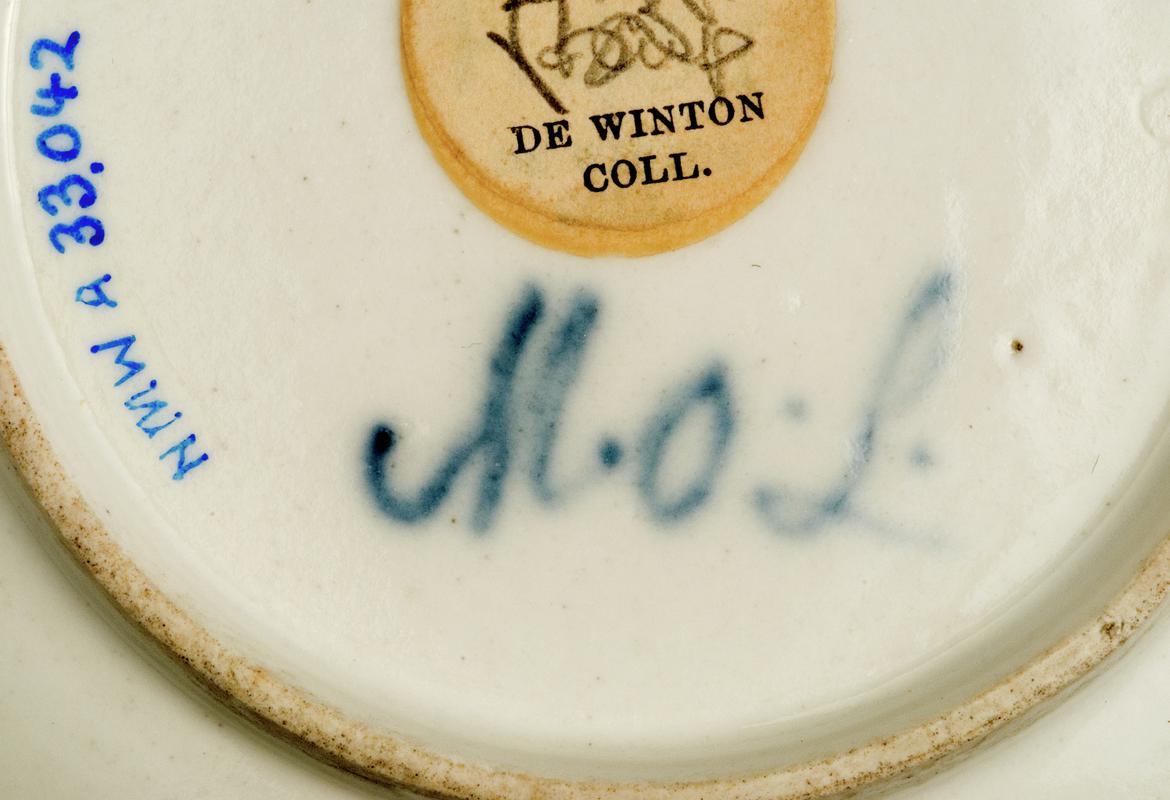 DE WINTON
COLL.
M·O·L·
NMW A 33.042